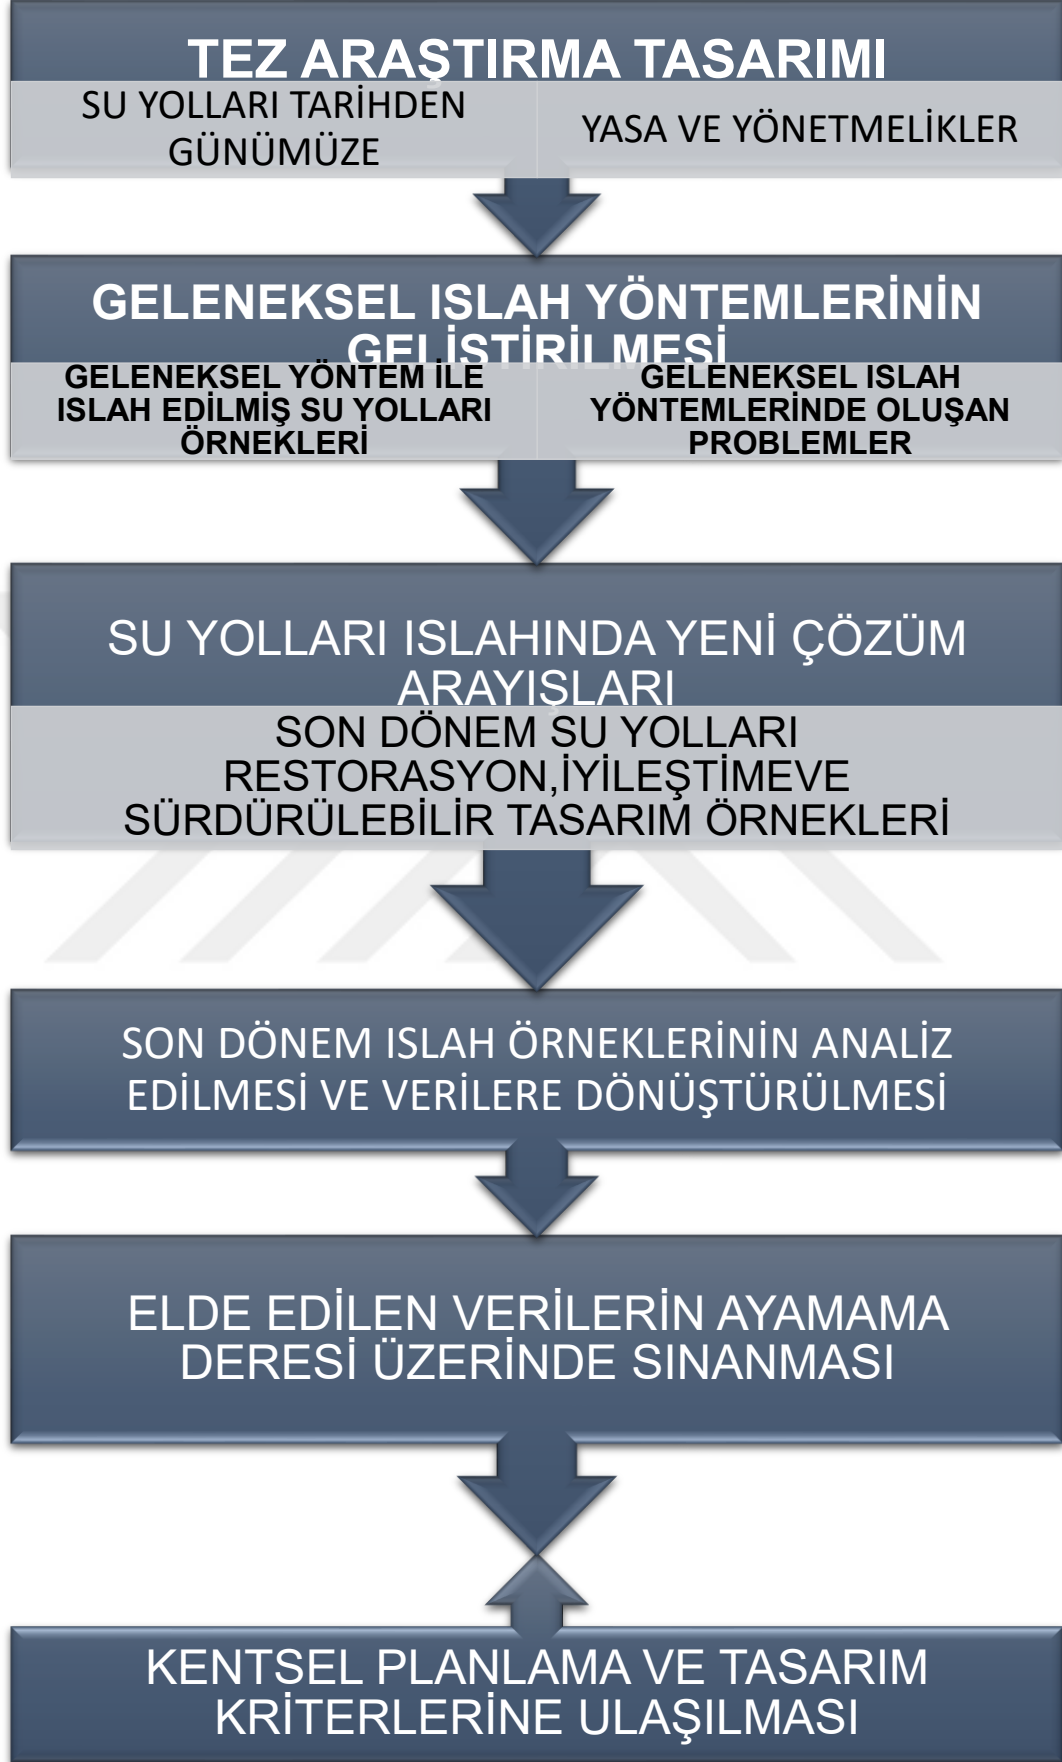 TEZ ARAŞTIRMA TASARIMI
SU YOLLARI TARİHDEN
GÜNÜMÜZE
YASA VE YÖNETMELİKLER
GELENEKSEL ISLAH YÖNTEMLERİNİN
GELİŞTİRİLMESİ
GELENEKSEL YÖNTEM İLE
ISLAH EDİLMİŞ SU YOLLARI
ÖRNEKLERİ
GELENEKSEL ISLAH
YÖNTEMLERİNDE OLUŞAN
PROBLEMLER
SU YOLLARI ISLAHINDA YENİ ÇÖZÜM
ARAYIŞLARI
SON DÖNEM SU YOLLARI
RESTORASYON,İYİLEŞTİMEVE
SÜRDÜRÜLEBİLİR TASARIM ÖRNEKLERİ
SON DÖNEM ISLAH ÖRNEKLERİNİN ANALİZ
EDİLMESİ VE VERİLERE DÖNÜŞTÜRÜLMESİ
ELDE EDİLEN VERİLERİN AYAMAMA
DERESİ ÜZERİNDE SINANMASI
KENTSEL PLANLAMA VE TASARIM
KRİTERLERİNE ULAŞILMASI